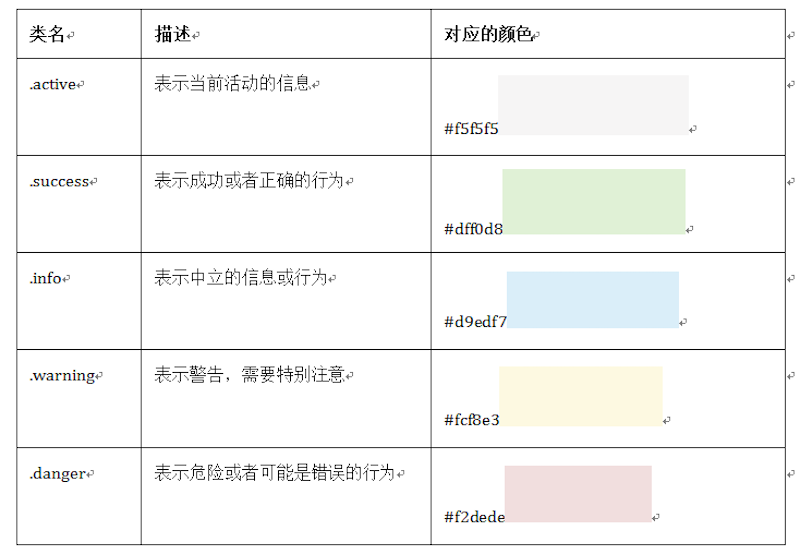 类名 描述 对应的颜色
.active 表示当前活动的信息 #f5f5f5
.success 表示成功或者正确的行为 #dff0d8
.info 表示中立的信息或行为 #d9edf7
.warning 表示警告，需要特别注意 #fcf8e3
.danger 表示危险或者可能是错误的行为 #f2dede